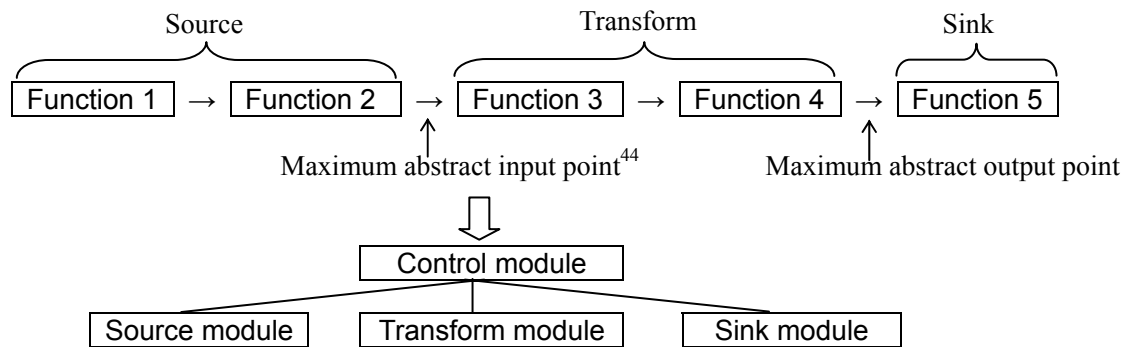 Source Transform Sink
Function 1 → Function 2 → Function 3 → Function 4 → Function 5
Maximum abstract input point44 Maximum abstract output point
Control module
Source module Transform module Sink module